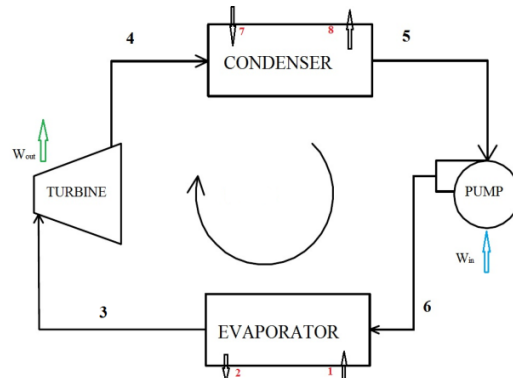 7
8
4
5
CONDENSER
Wout
TURBINE
PUMP
Win
3
6
EVAPORATOR
2
1